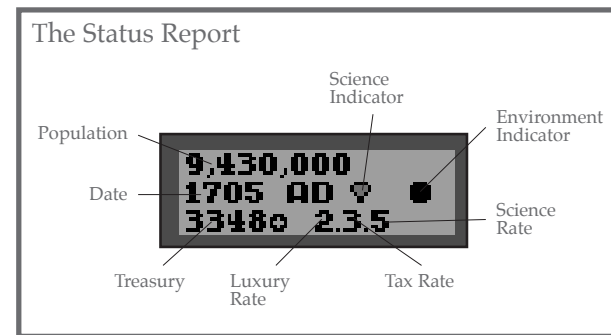 The Status Report
Science
Indicator
Environment
Indicator
Population
9,430,000
Date
1705 AD
3348 2.3.5
Science
Rate
Treasury
Luxury
Rate
Tax Rate